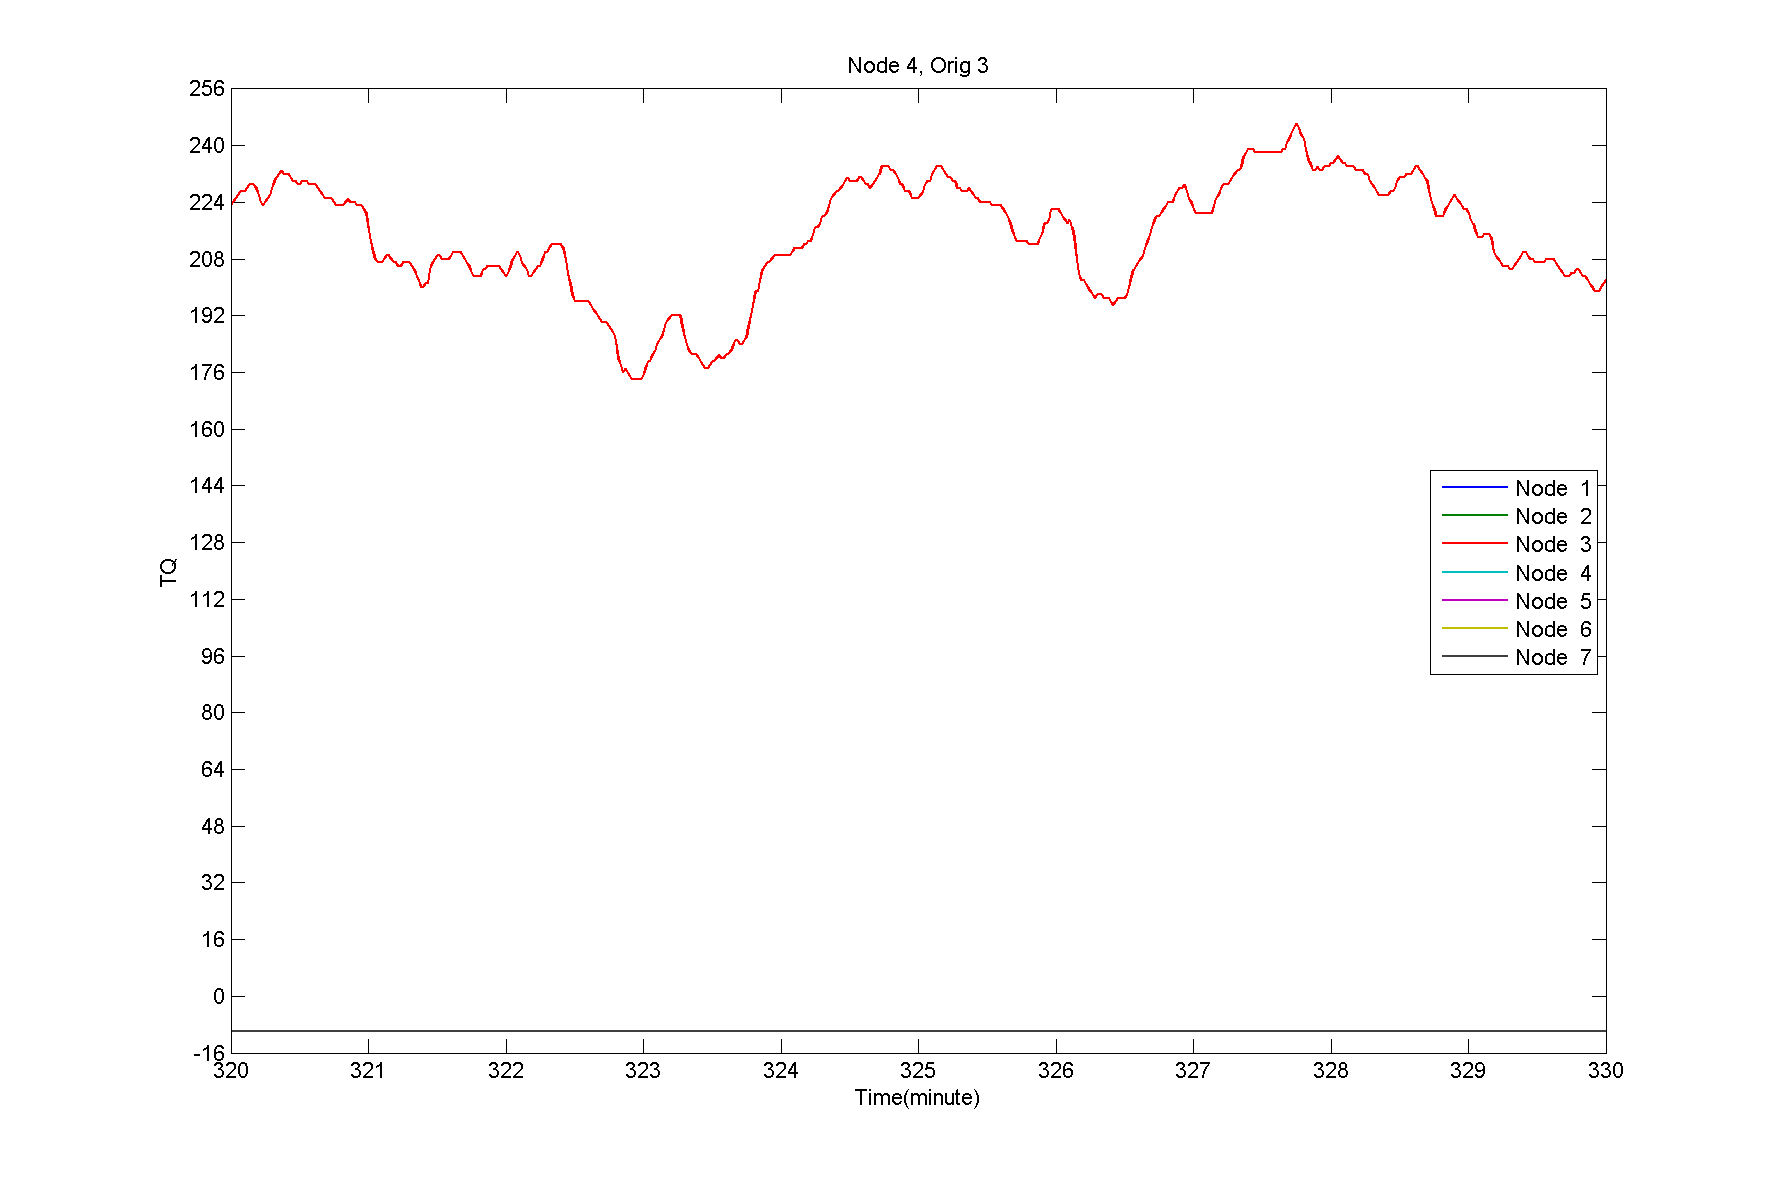 Node 4, Orig 3
256
240
224
208
192
176
160
144
128
112
96
80
64
48
32
16
0
-16
TQ
Node 1
Node 2
Node 3
Node 4
Node 5
Node 6
Node 7
320 321 322 323 324 325 326 327 328 329 330
Time(minute)